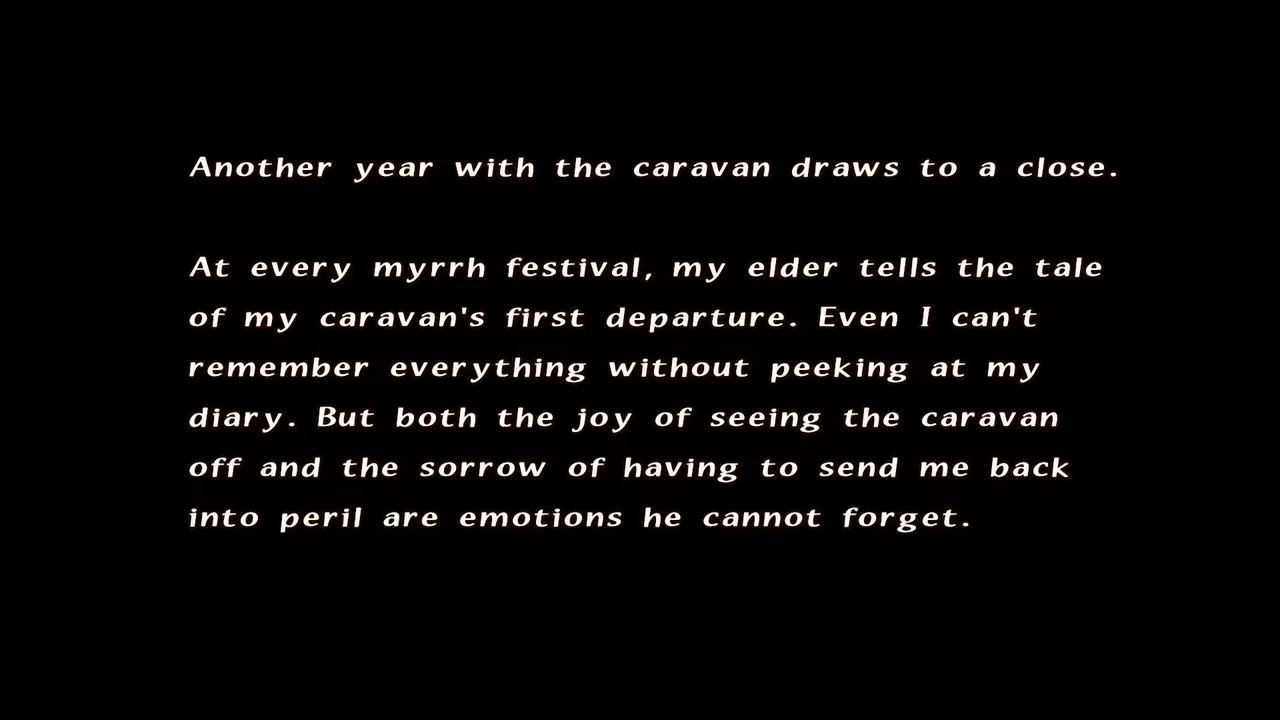 Another year with the caravan draws to a close.
At every myrrh festival, my elder tells the tale
of my caravan's first departure. Even I can't
remember everything without peeking at my
diary. But both the joy of seeing the caravan
off and the sorrow of having to send me back
into peril are emotions he cannot forget.